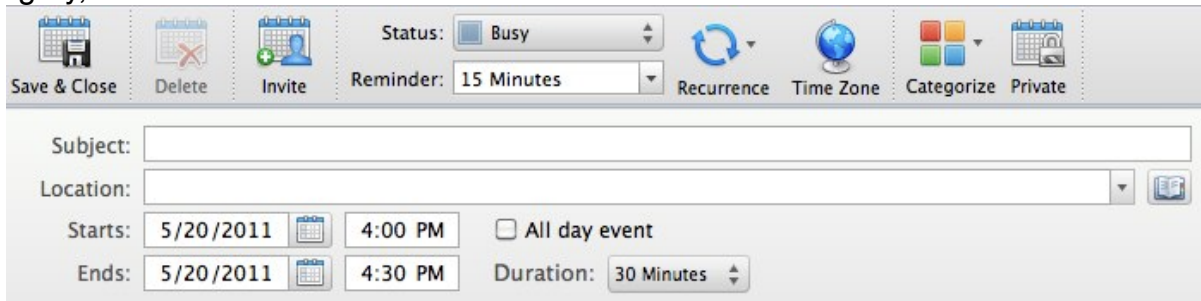 Status: Busy
Reminder: 15 Minutes
Save & Close Delete Invite Recurrence Time Zone Categorize Private
Subject:
Location:
Starts: 5/20/2011 4:00 PM All day event
Ends: 5/20/2011 4:30 PM Duration: 30 Minutes